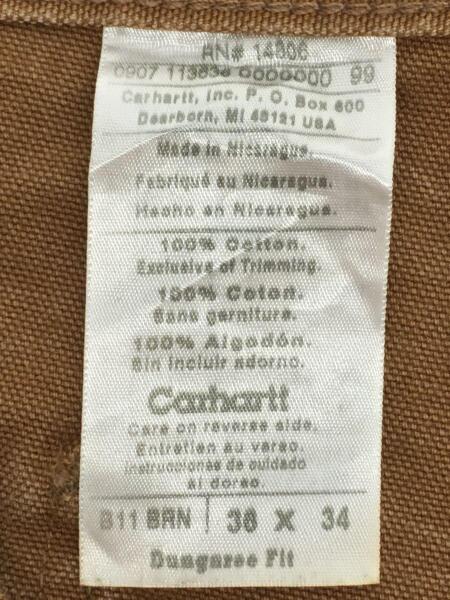 RN# 14806
0907 113838 0000000 99
Carhartt, Inc. P. O. Box 600
Dearborn, MI 48121 USA
Made in Nicaragua.
Fabriqué au Nicaragua.
Hecho en Nicaragua.
100% Cotton.
Exclusive of Trimming.
100% Coton.
Sans garniture.
100% Algodón.
Sin incluir adorno.
Carhartt
Care on reverse side.
Entretien au verso.
Instrucciones de cuidado
al dorso.
B11 BRN 36 X 34
Dungaree Fit